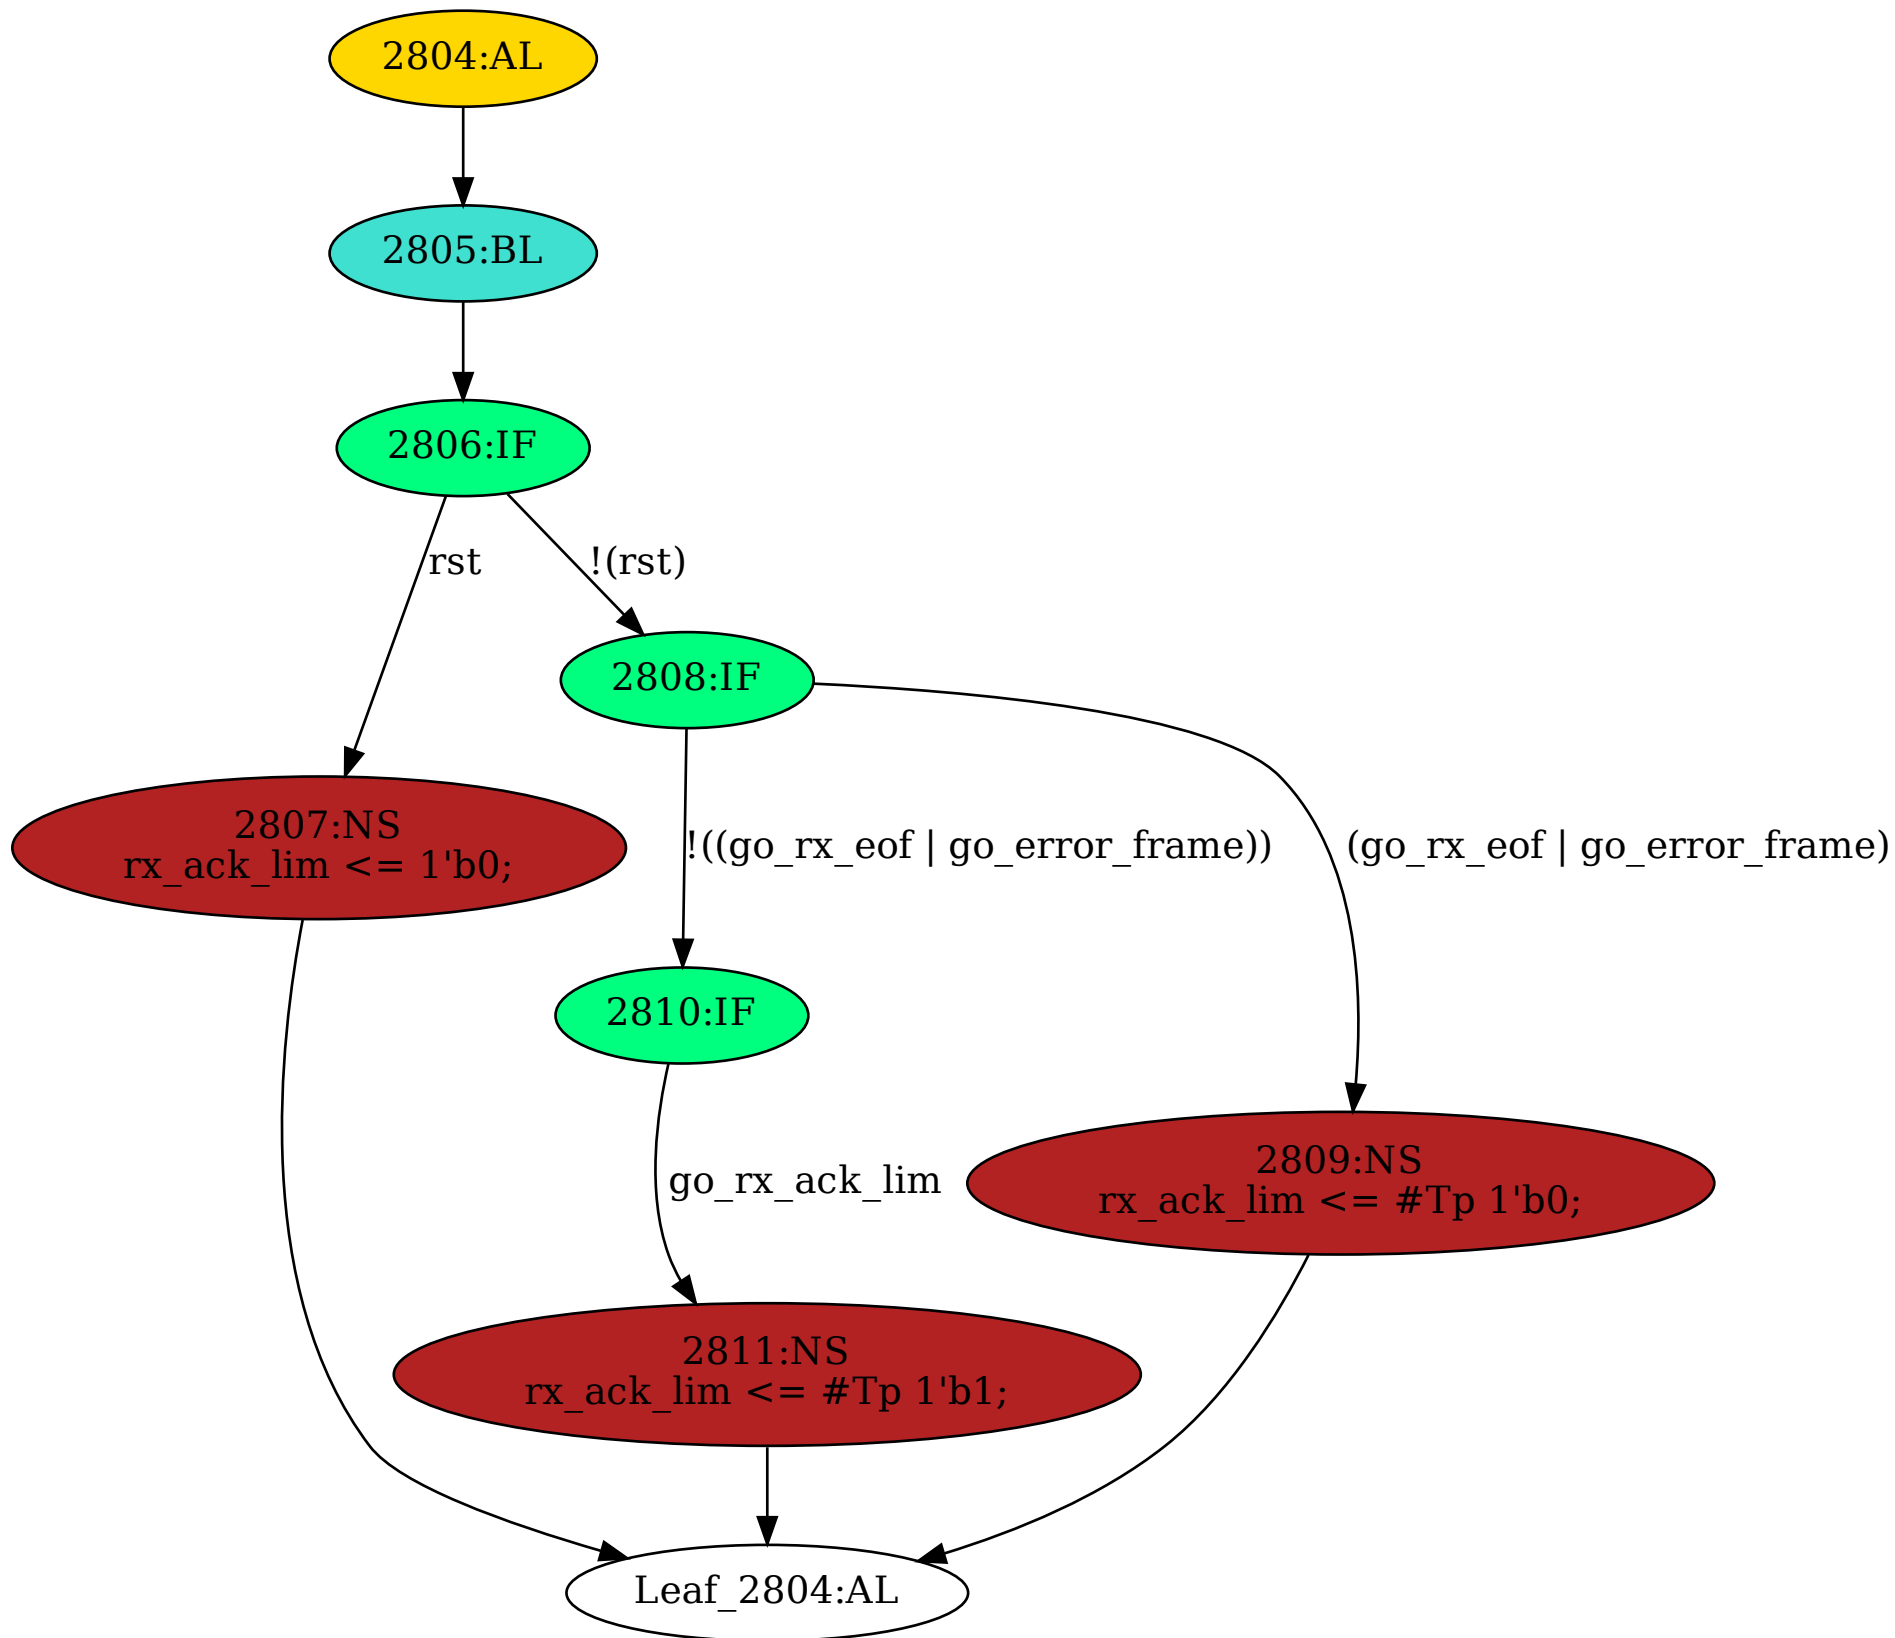 2804:AL
2805:BL
2806:IF
rst
!(rst)
2808:IF
2807:NS
rx_ack_lim <= 1'b0;
!((go_rx_eof | go_error_frame))
(go_rx_eof | go_error_frame)
2810:IF
go_rx_ack_lim
2809:NS
rx_ack_lim <= #Tp 1'b0;
2811:NS
rx_ack_lim <= #Tp 1'b1;
Leaf_2804:AL